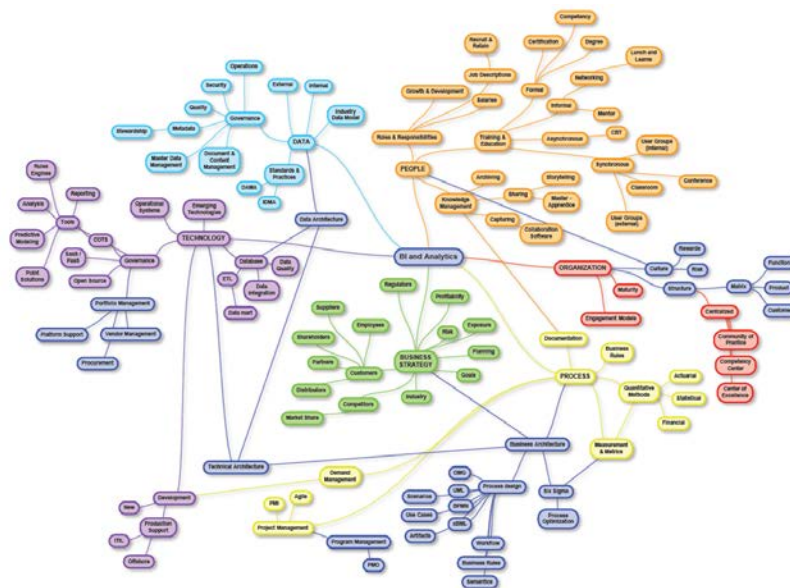 Competency
Certification
Degree
Recruit &
Retain
Lunch and
Learns
Job Descriptions
Networking
Formal
Growth & Development
Salaries
Informal
Mentor
Roles & Responsibilities
Training &
Education
Asynchronous
CBT
User Groups
(internal)
Synchronous
PEOPLE
Conference
Classroom
User Groups
(external)
Archiving
Storytelling
Knowledge
Management
Sharing
Master -
Apprentice
Capturing
Collaboration
Software
Operations
Security
External
Internal
Quality
Governance
Industry
Data Model
Stewardship
Metadata
DATA
Master Data
Management
Document &
Content
Management
Standards &
Practices
DAMA
Data Architecture
Rules
Engines
Reporting
Operational
Systems
Emerging
Technologies
Analysis
Tools
Predictive
Modeling
COTS
TECHNOLOGY
SaaS /
PaaS
Governance
Database
Data
Quality
Point
Solutions
Open Source
ETL
Data
Integration
Data mart
Portfolio Management
Platform Support
Vendor Management
Procurement
BI and Analytics
ORGANIZATION
Culture
Rewards
Risk
Maturity
Structure
Matrix
Function
Product
Customer
Engagement Models
Centralized
Community of
Practice
Competency
Center
Center of
Excellence
Regulators
Suppliers
Profitability
Employees
Exposure
Shareholders
Risk
Partners
BUSINESS
STRATEGY
Planning
Customers
Goals
Distributors
Competitors
Industry
Market Share
Documentation
Business
Rules
PROCESS
Quantitative
Methods
Actuarial
Statistical
Financial
Measurement
& Metrics
Business Architecture
Technical Architecture
Demand
Management
Development
New
Production
Support
ITIL
Offshore
PMI
Agile
Project Management
Program Management
PMO
OMG
Process design
Scenarios
UML
Use Cases
BPMN
Artifacts
Six Sigma
Process
Optimization
Workflow
Business Rules
Semantics